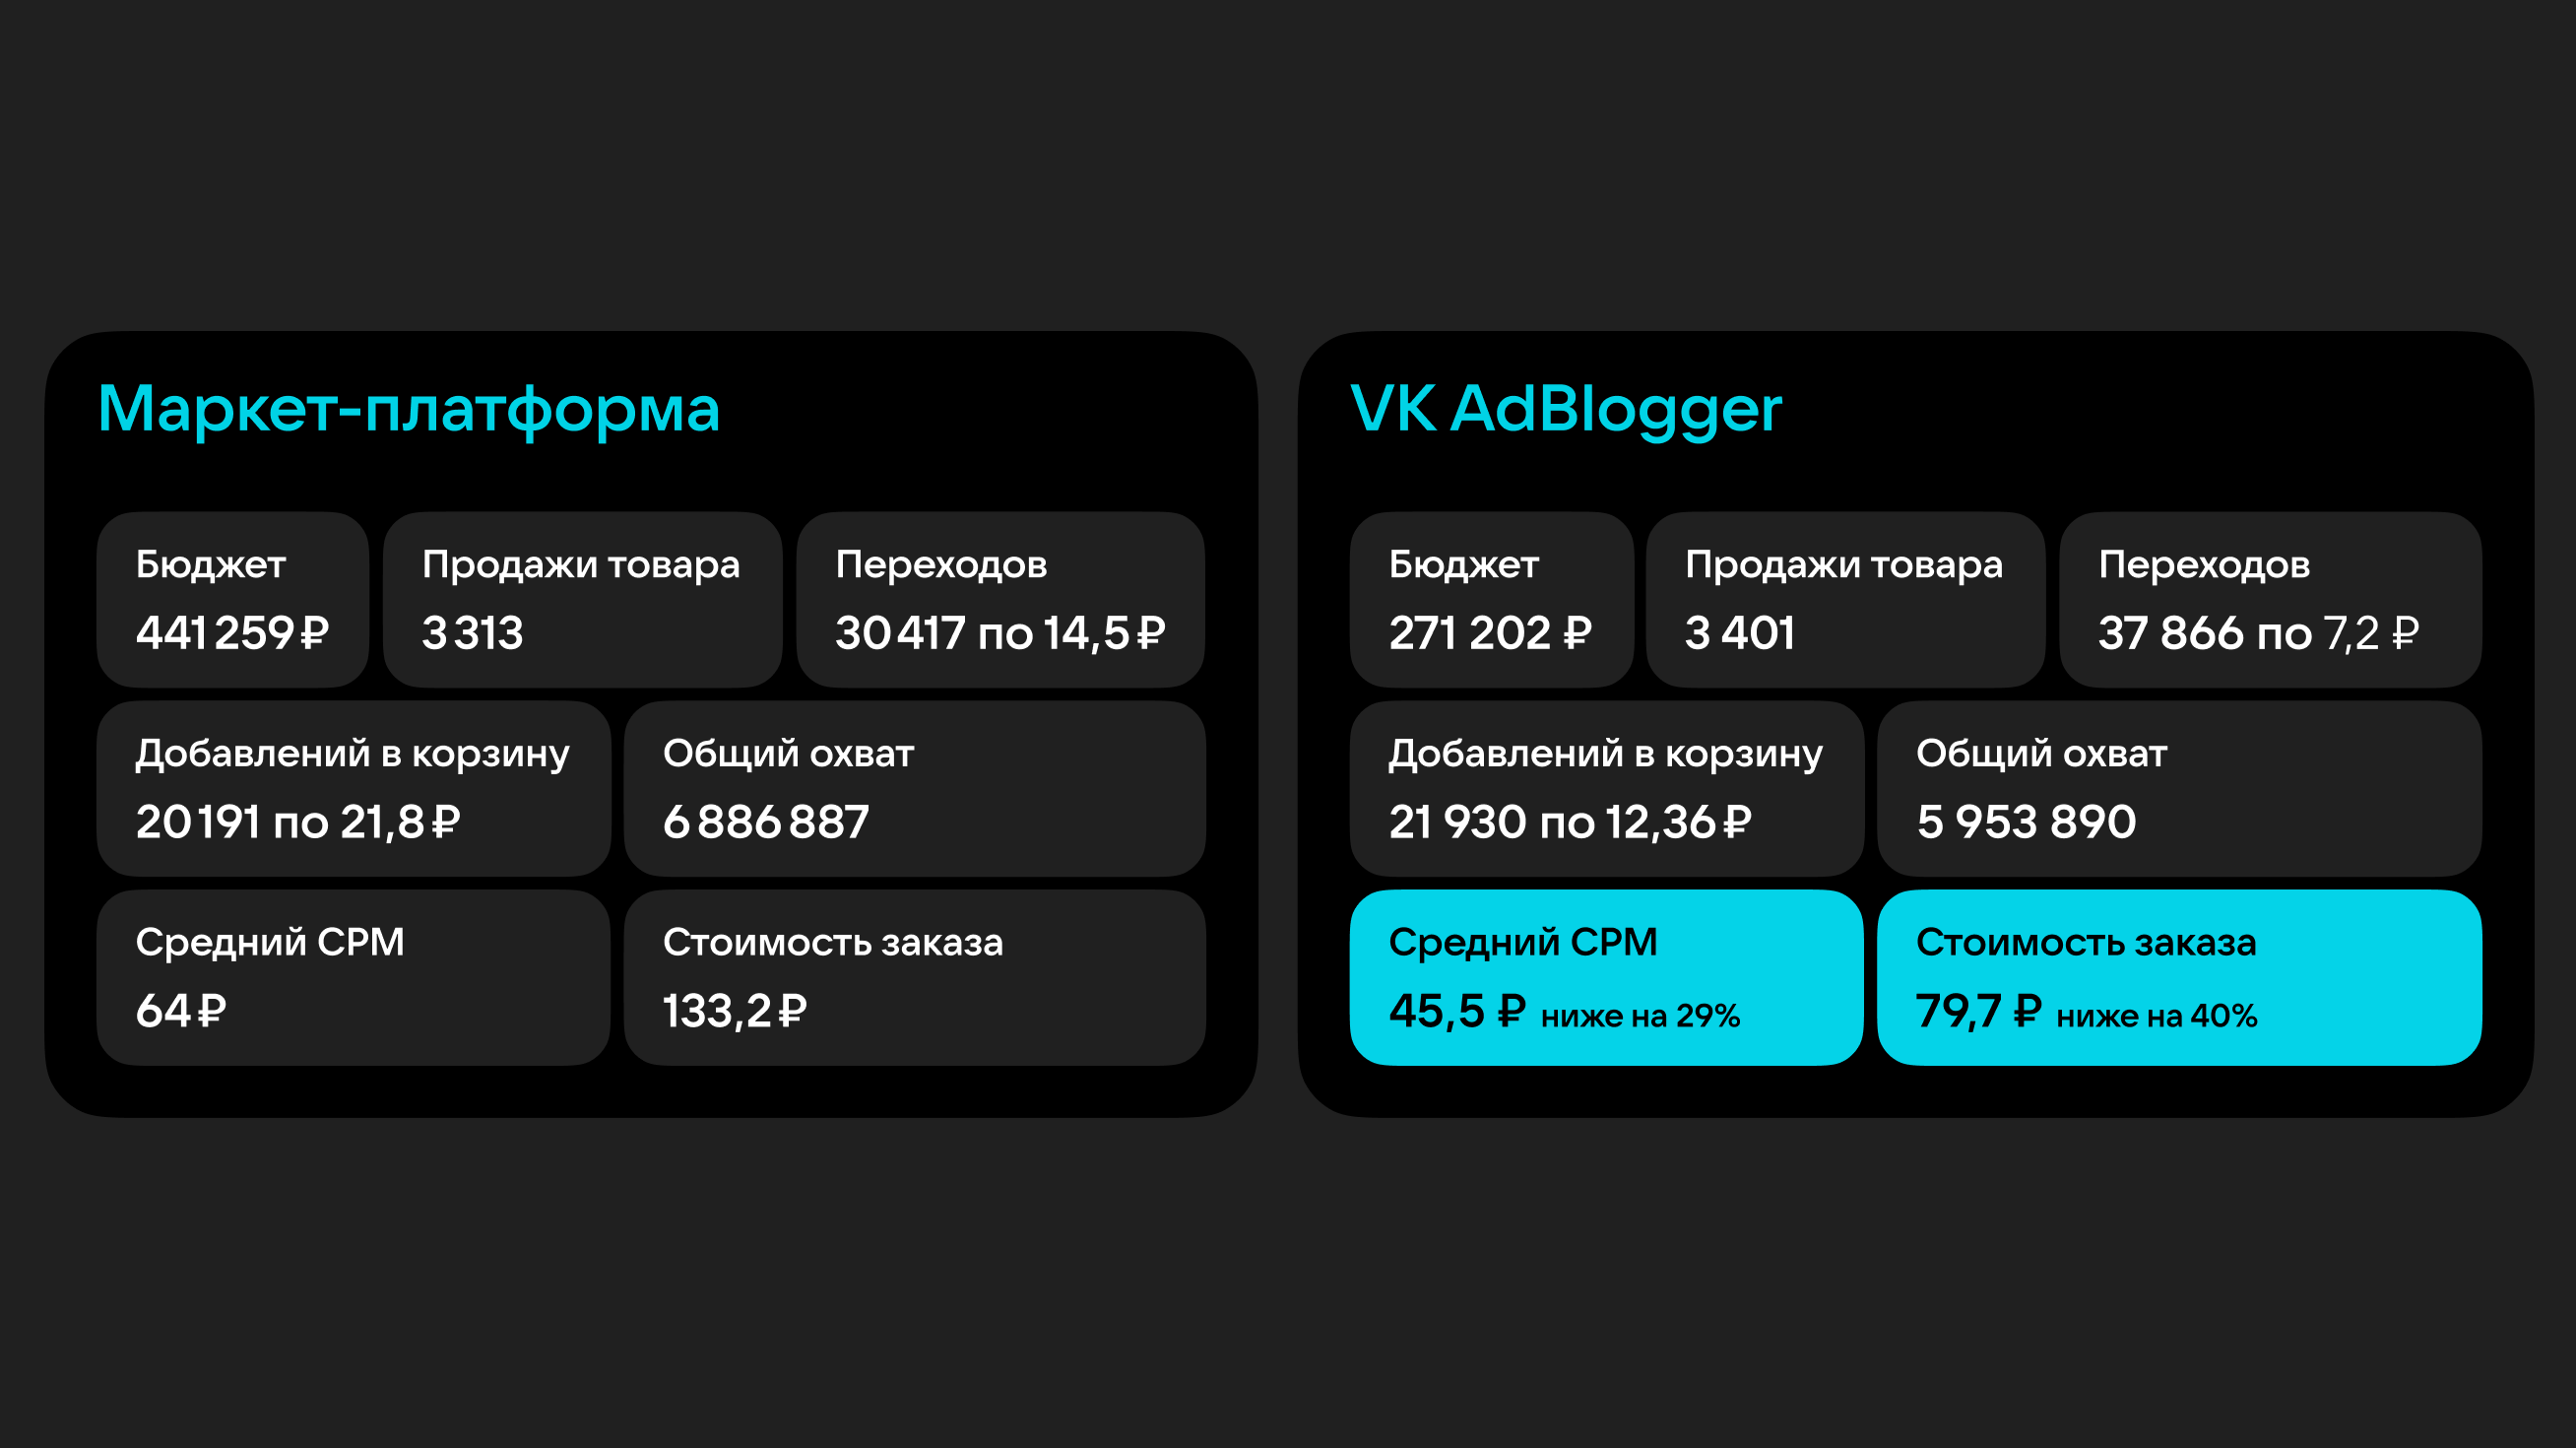 Маркет-платформа
Бюджет
441 259 ₽
Продажи товара
3 313
Переходов
30 417 по 14,5 ₽
Добавлений в корзину
20 191 по 21,8 ₽
Общий охват
6 886 887
Средний CPM
64 ₽
Стоимость заказа
133,2 ₽
VK AdBlogger
Бюджет
271 202 ₽
Продажи товара
3 401
Переходов
37 866 по 7,2 ₽
Добавлений в корзину
21 930 по 12,36 ₽
Общий охват
5 953 890
Средний CPM
45,5 ₽ ниже на 29%
Стоимость заказа
79,7 ₽ ниже на 40%